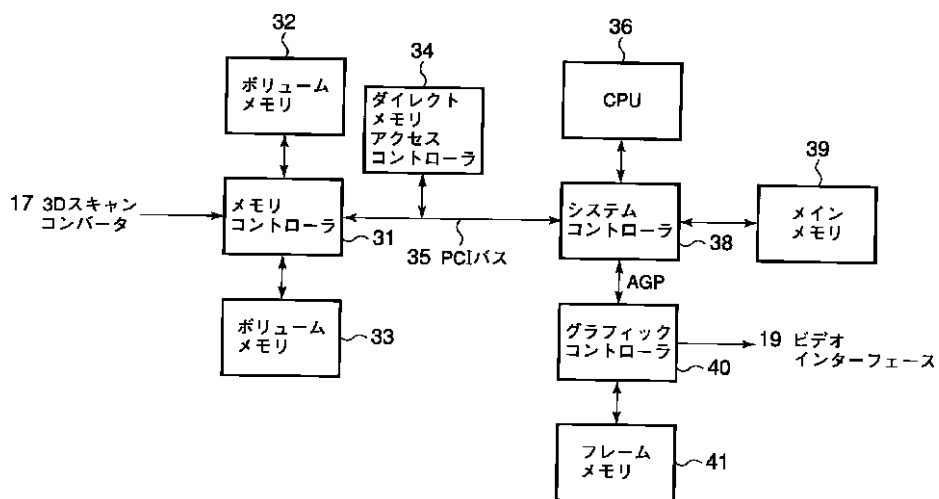 32
ボリューム
メモリ
34
ダイレクト
メモリ
アクセス
コントローラ
36
CPU
39
メイン
メモリ
17 3Dスキャン
コンバータ
メモリ
コントローラ
31
35 PCIバス
システム
コントローラ
38
AGP
ボリューム
メモリ
33
グラフィック
コントローラ
40
19 ビデオ
インターフェース
フレーム
メモリ
41